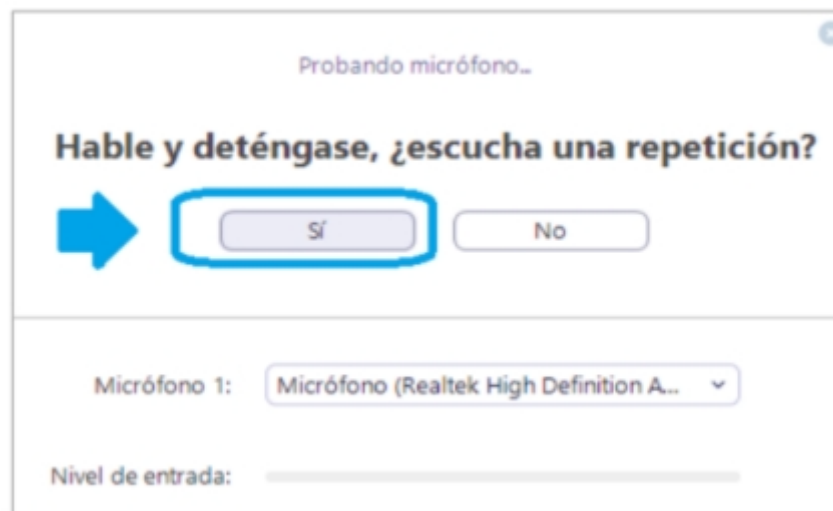 Probando micrófono...
Hable y deténgase, ¿escucha una repetición?
Sí No
Micrófono 1: Micrófono (Realtek High Definition A...
Nivel de entrada: